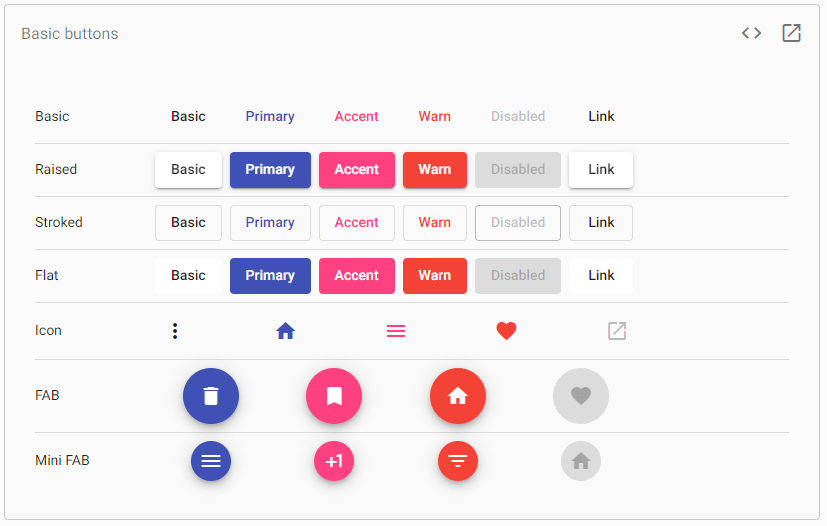 Basic buttons
Basic Basic Primary Accent Warn Disabled Link
Raised Basic Primary Accent Warn Disabled Link
Stroked Basic Primary Accent Warn Disabled Link
Flat Basic Primary Accent Warn Disabled Link
Icon
FAB
Mini FAB +1